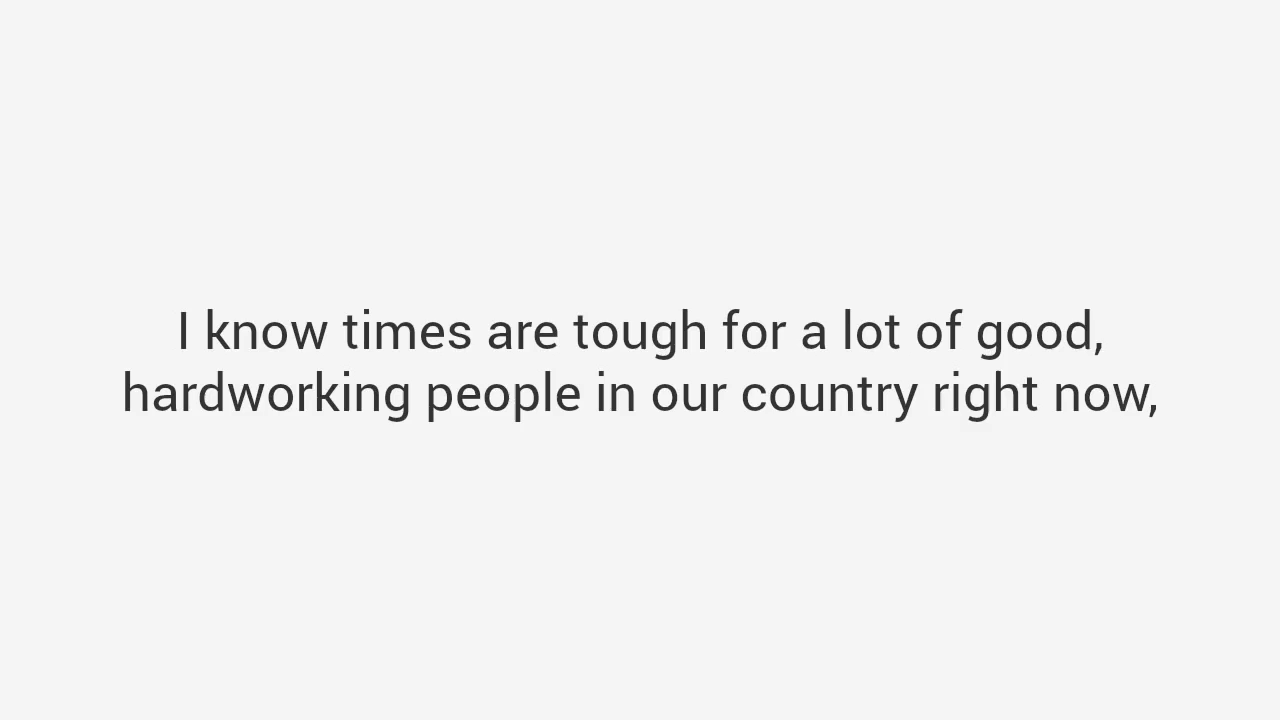 I know times are tough for a lot of good,
hardworking people in our country right now,